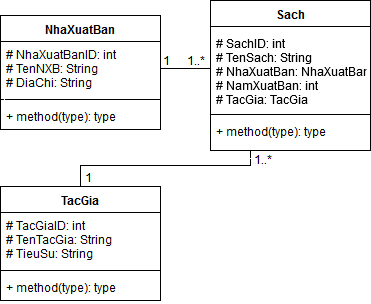 NhaXuatBan
# NhaXuatBanID: int
# TenNXB: String
# DiaChi: String
+ method(type): type
1
1..*
Sach
# SachID: int
# TenSach: String
# NhaXuatBan: NhaXuatBan
# NamXuatBan: int
# TacGia: TacGia
+ method(type): type
1..*
1
TacGia
# TacGiaID: int
# TenTacGia: String
# TieuSu: String
+ method(type): type